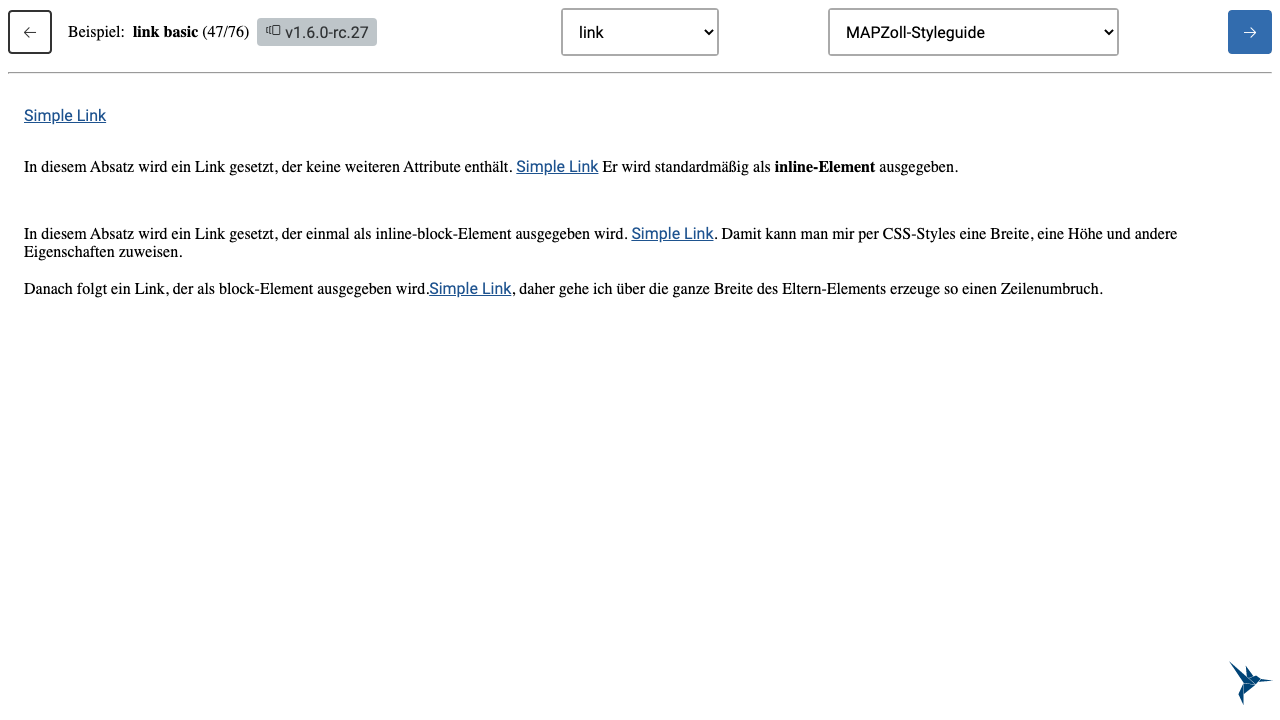 ← Beispiel: link basic (47/76) v1.6.0-rc.27 link MAPZoll-Styleguide →
Simple Link
In diesem Absatz wird ein Link gesetzt, der keine weiteren Attribute enthält. Simple Link Er wird standardmäßig als inline-Element ausgegeben.
In diesem Absatz wird ein Link gesetzt, der einmal als inline-block-Element ausgegeben wird. Simple Link. Damit kann man mir per CSS-Styles eine Breite, eine Höhe und andere
Eigenschaften zuweisen.
Danach folgt ein Link, der als block-Element ausgegeben wird.Simple Link, daher gehe ich über die ganze Breite des Eltern-Elements erzeuge so einen Zeilenumbruch.